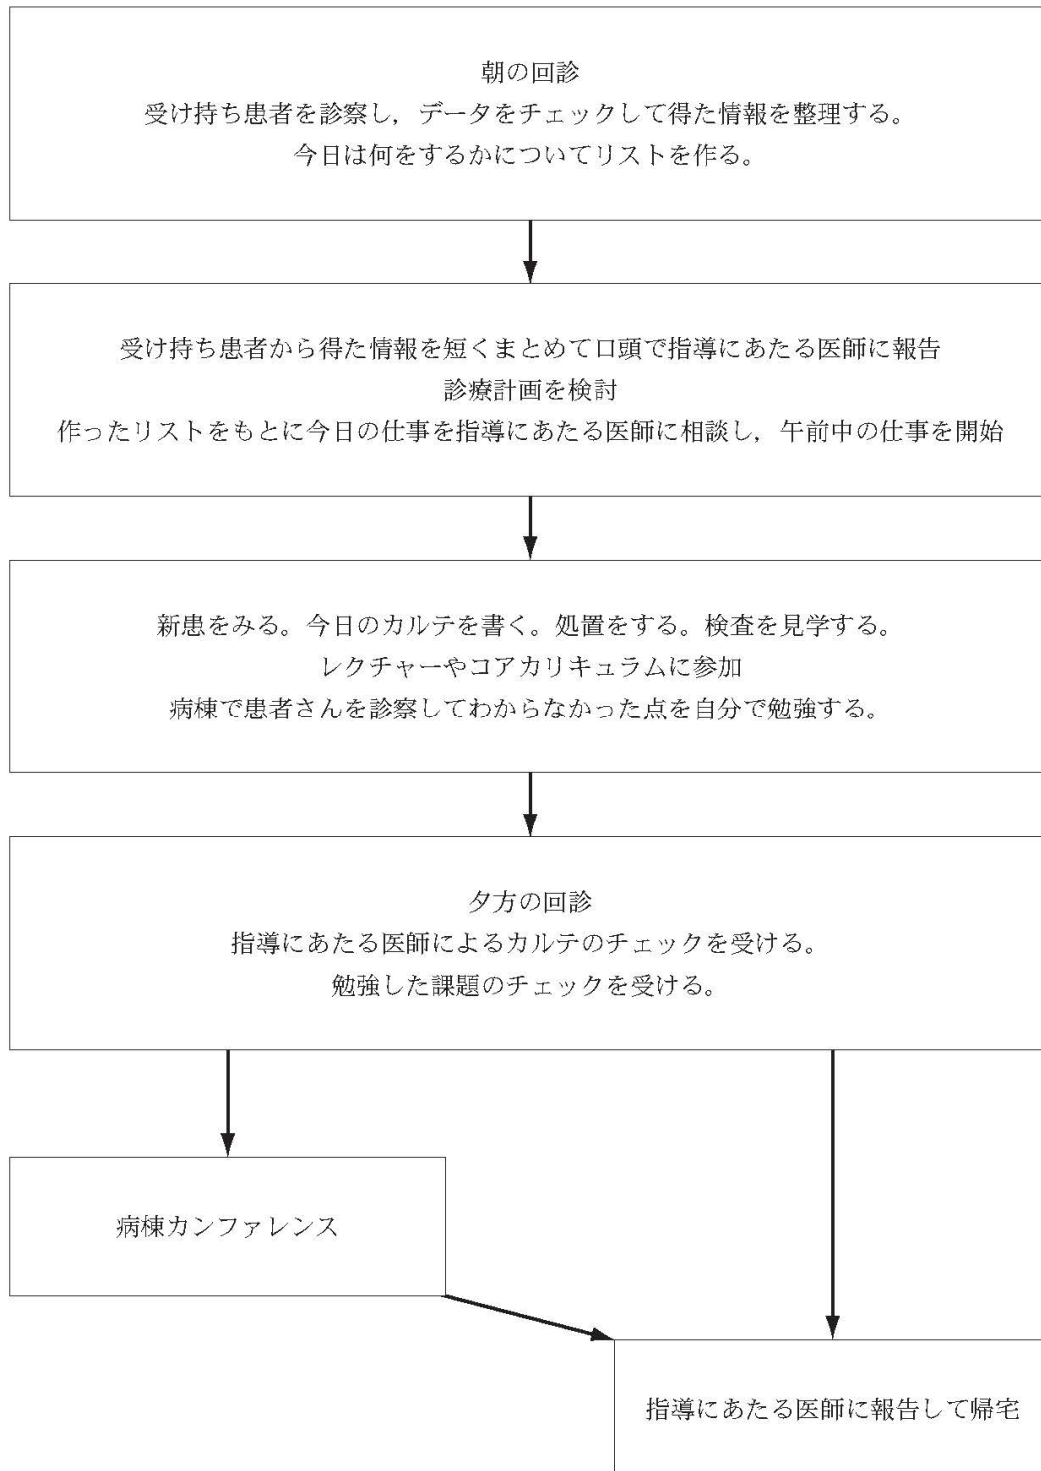 朝の回診
受け持ち患者を診察し，データをチェックして得た情報を整理する。
今日は何をするかについてリストを作る。
受け持ち患者から得た情報を短くまとめて口頭で指導にあたる医師に報告
診療計画を検討
作ったリストをもとに今日の仕事を指導にあたる医師に相談し，午前中の仕事を開始
新患をみる。今日のカルテを書く。処置をする。検査を見学する。
レクチャーやコアカリキュラムに参加
病棟で患者さんを診察してわからなかった点を自分で勉強する。
夕方の回診
指導にあたる医師によるカルテのチェックを受ける。
勉強した課題のチェックを受ける。
病棟カンファレンス
指導にあたる医師に報告して帰宅